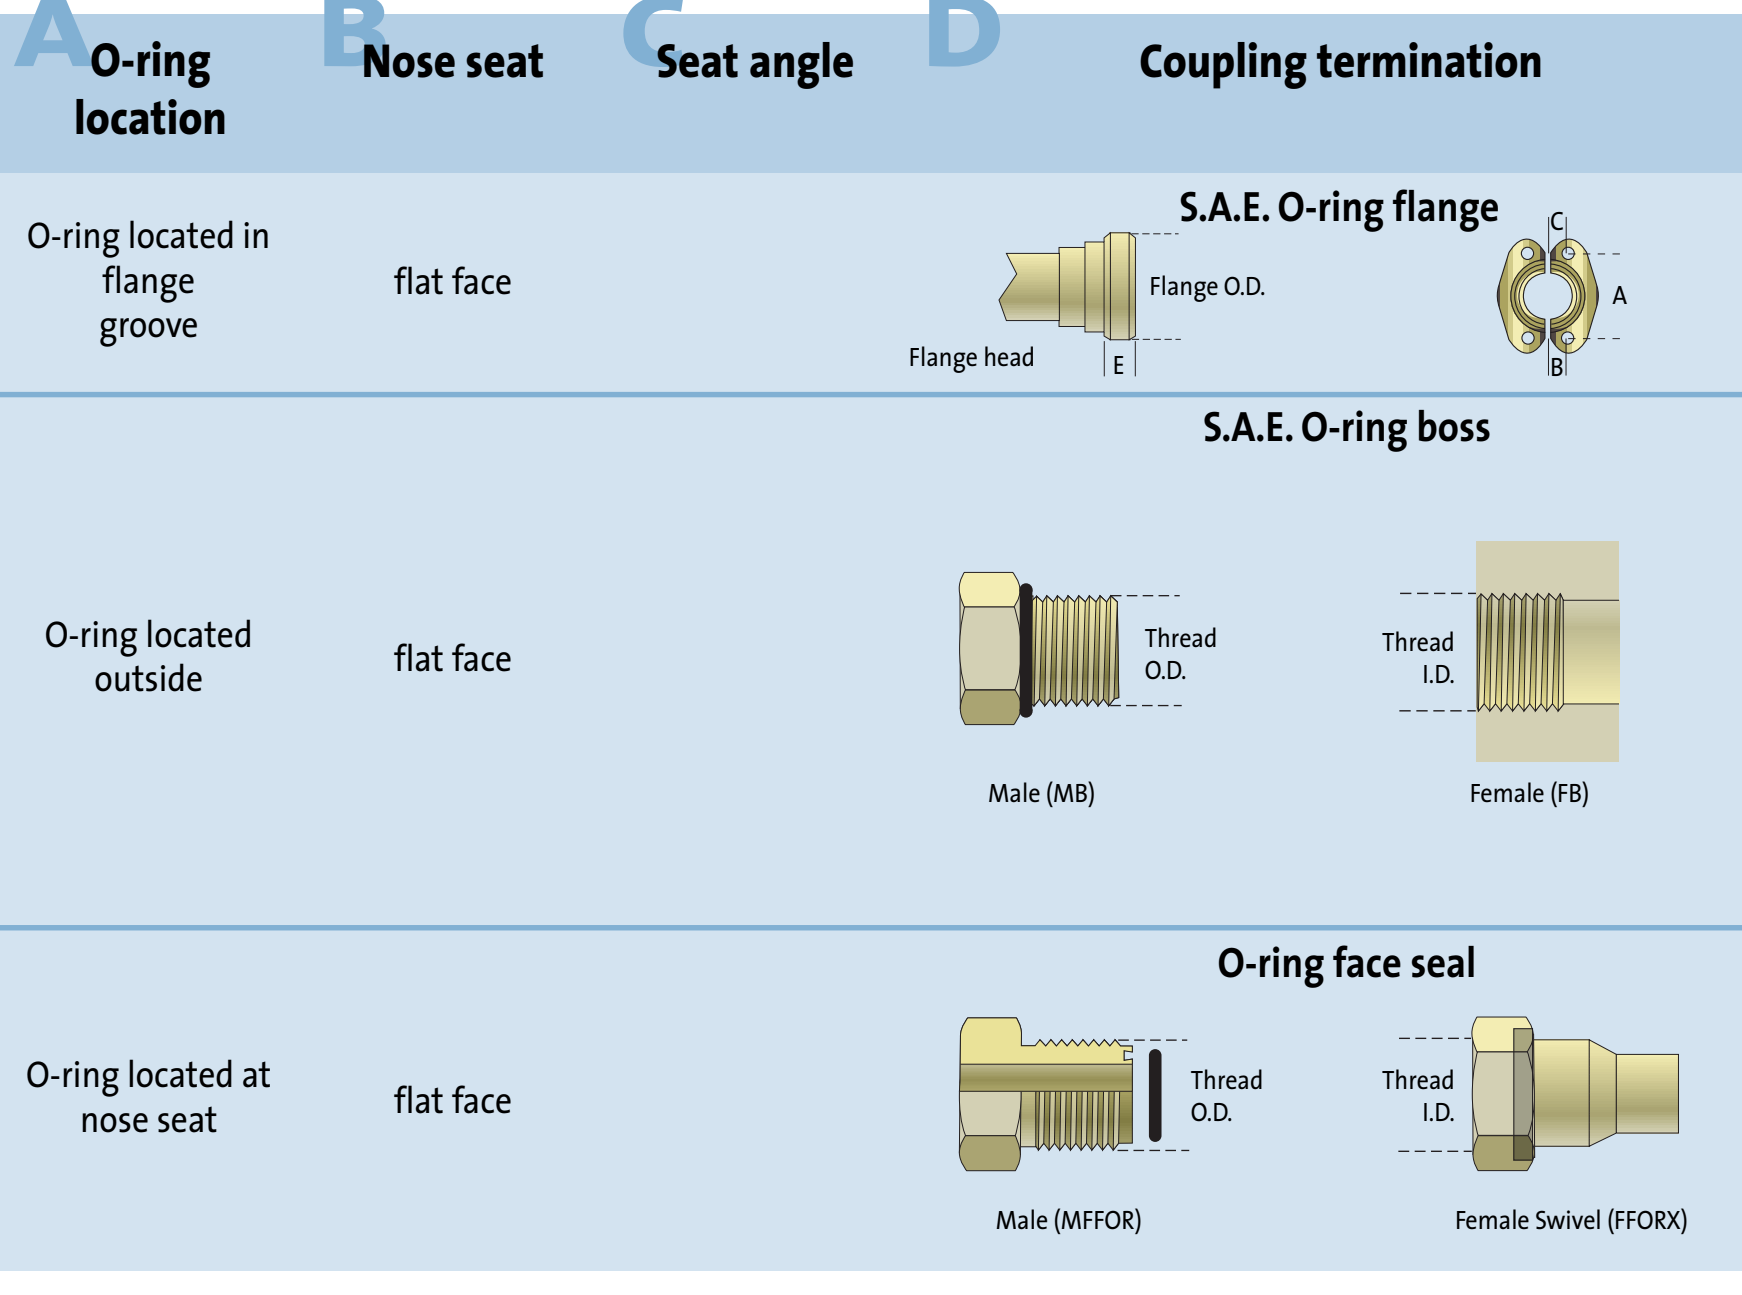 A
B
C
D
O-ring
location
Nose seat
Seat angle
Coupling termination
O-ring located in
flange
groove
flat face
S.A.E. O-ring flange
Flange O.D.
Flange head
E
C
A
B
S.A.E. O-ring boss
O-ring located
outside
flat face
Thread
O.D.
Thread
I.D.
Male (MB)
Female (FB)
O-ring face seal
O-ring located at
nose seat
flat face
Thread
O.D.
Thread
I.D.
Male (MFFOR)
Female Swivel (FFORX)